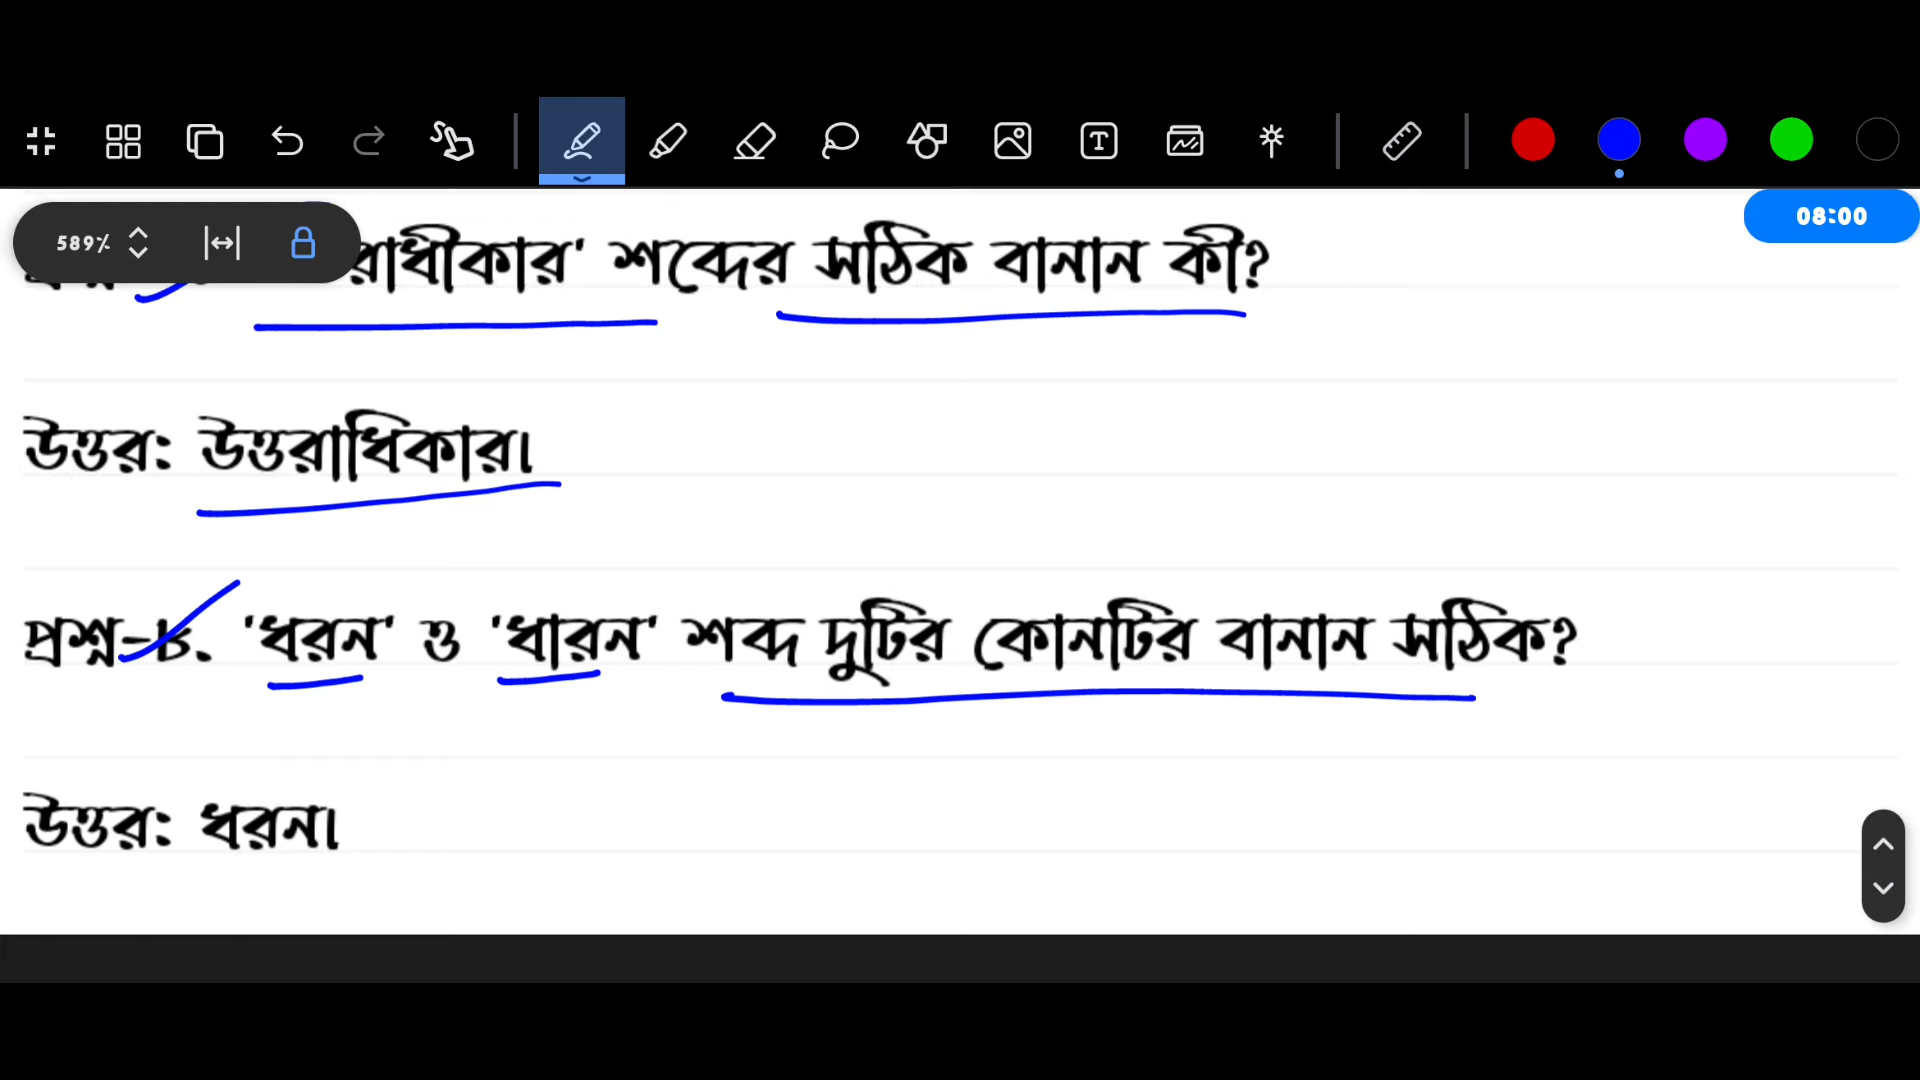 589%
08:00
রাধীকার' শব্দের সঠিক বানান কী?
উত্তর: উত্তরাধিকার।
প্রশ্ন-৮. 'ধরন' ও 'ধারন' শব্দ দুটির কোনটির বানান সঠিক?
উত্তর: ধরন।